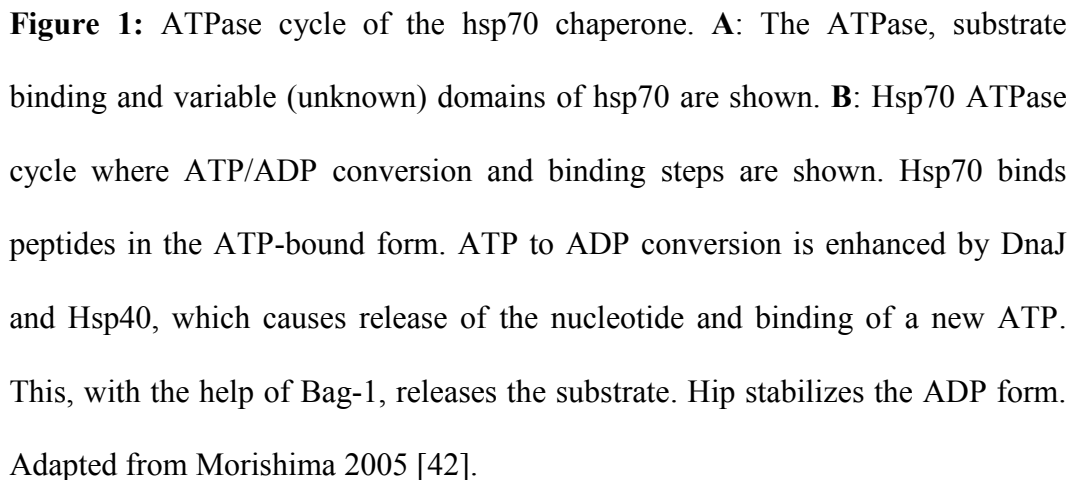 Figure 1: ATPase cycle of the hsp70 chaperone. A: The ATPase, substrate
binding and variable (unknown) domains of hsp70 are shown. B: Hsp70 ATPase
cycle where ATP/ADP conversion and binding steps are shown. Hsp70 binds
peptides in the ATP-bound form. ATP to ADP conversion is enhanced by DnaJ
and Hsp40, which causes release of the nucleotide and binding of a new ATP.
This, with the help of Bag-1, releases the substrate. Hip stabilizes the ADP form.
Adapted from Morishima 2005 [42].